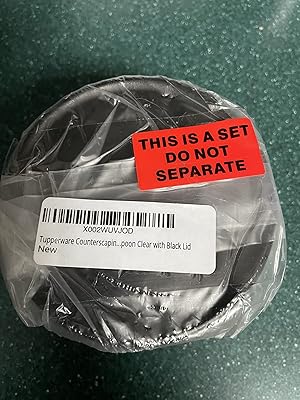 THIS IS A SET
DO NOT
SEPARATE
X002WUVJOD
Tupperware Counterscapin...poon Clear with Black Lid
New